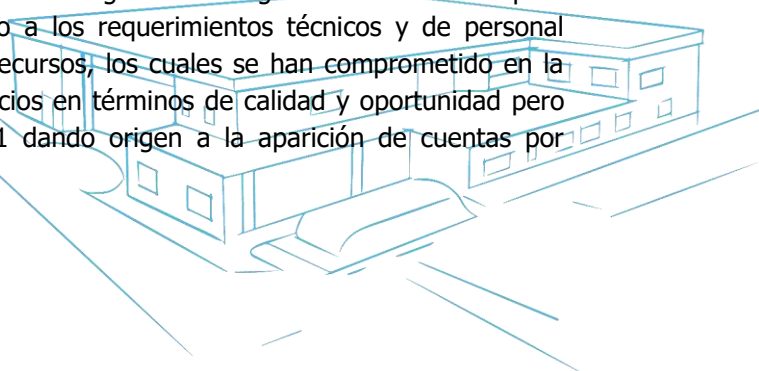 o a los requerimientos técnicos y de personal
ecursos, los cuales se han comprometido en la
cios en términos de calidad y oportunidad pero
1 dando origen a la aparición de cuentas por